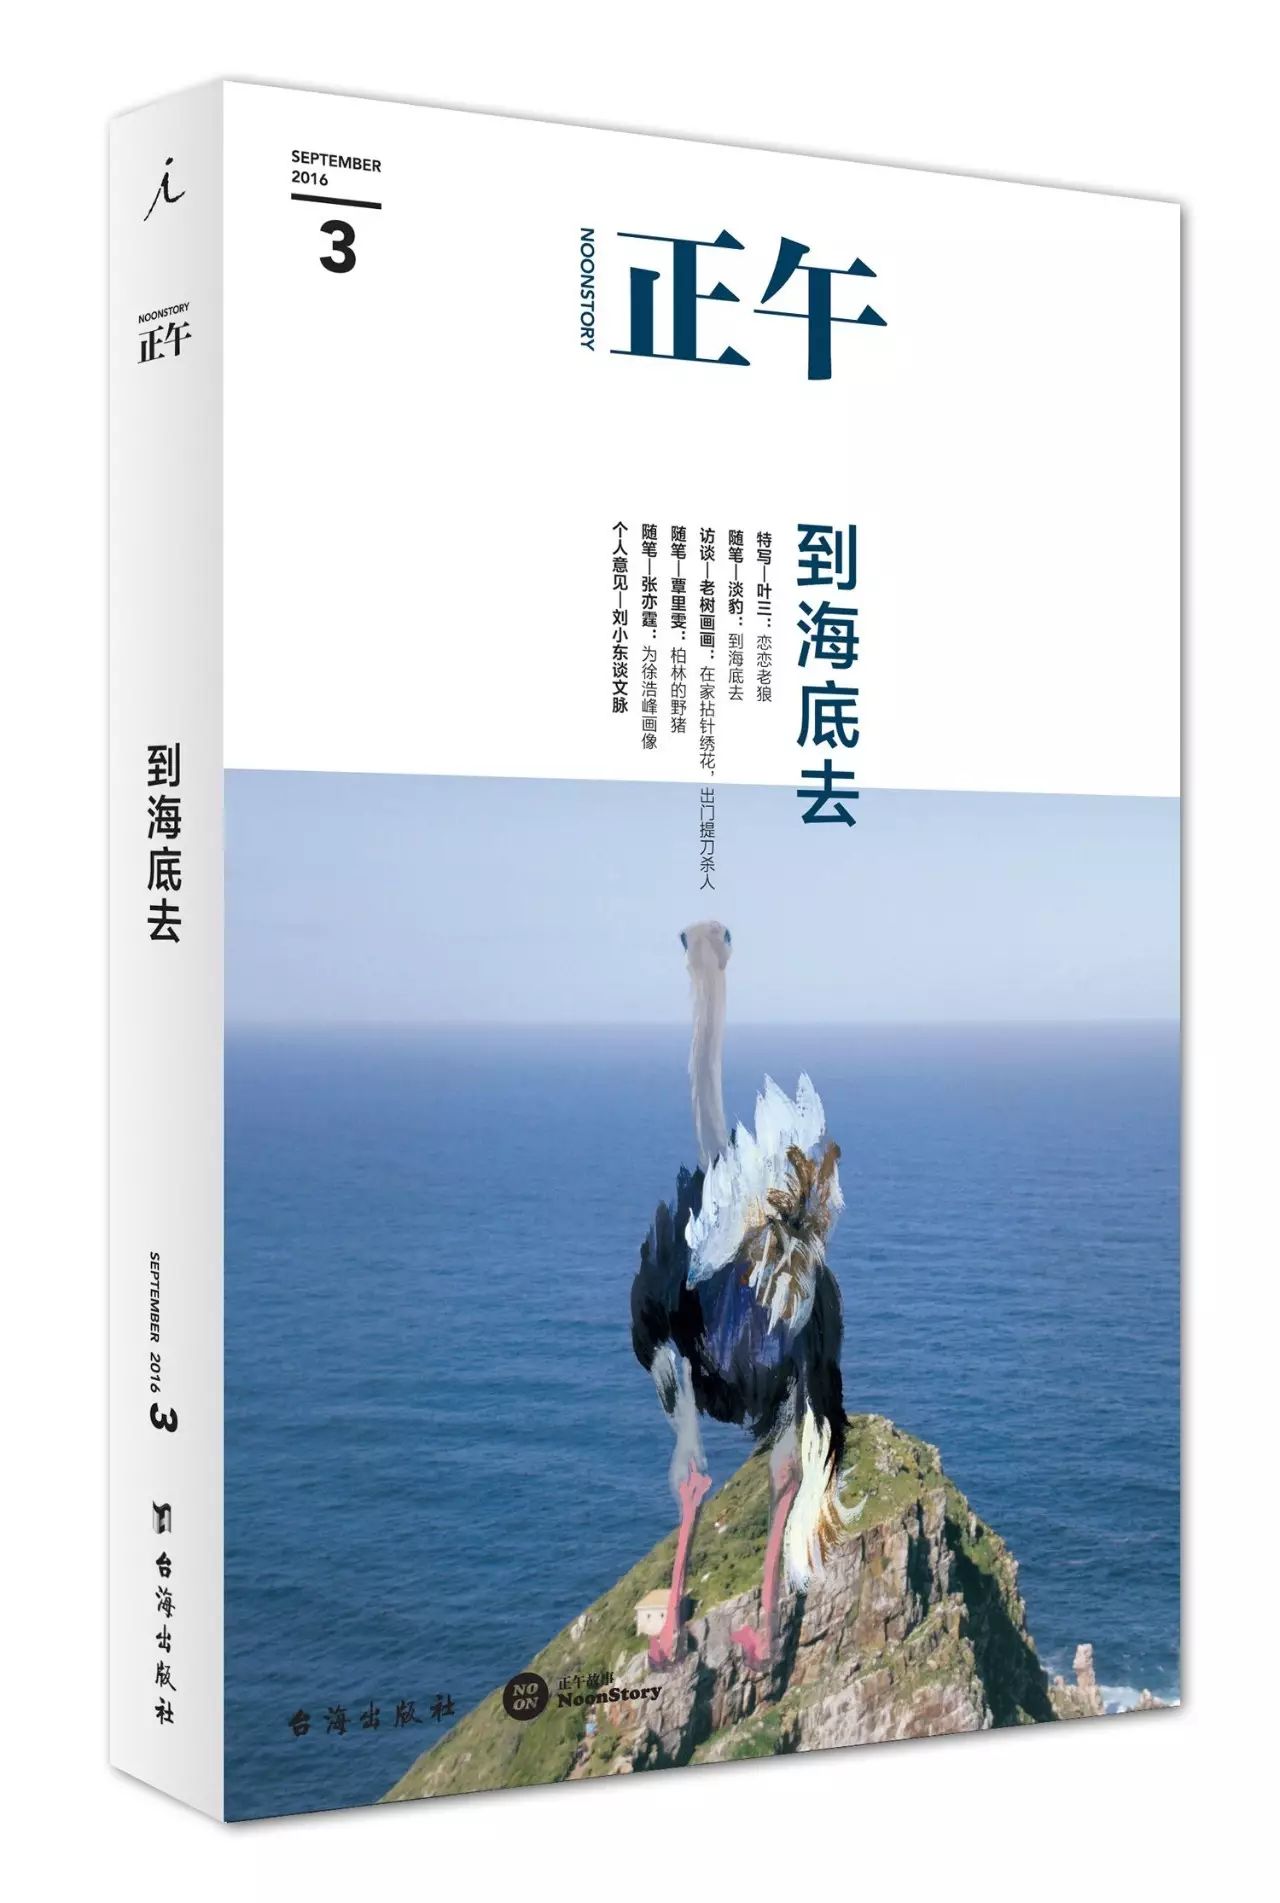 SEPTEMBER
2016
3
NOONSTORY
正午
到海底去
特写—叶三：恋恋老狼
随笔—淡豹：到海底去
访谈—老树画画：在家拈针绣花，出门提刀杀人
随笔—覃里雯：柏林的野猪
随笔—张亦霆：为徐浩峰画像
个人意见—刘小东谈文脉
台海出版社
NO
ON
正午故事
NoonStory
i
NOONSTORY
正午
到海底去
SEPTEMBER 2016 3
台海出版社